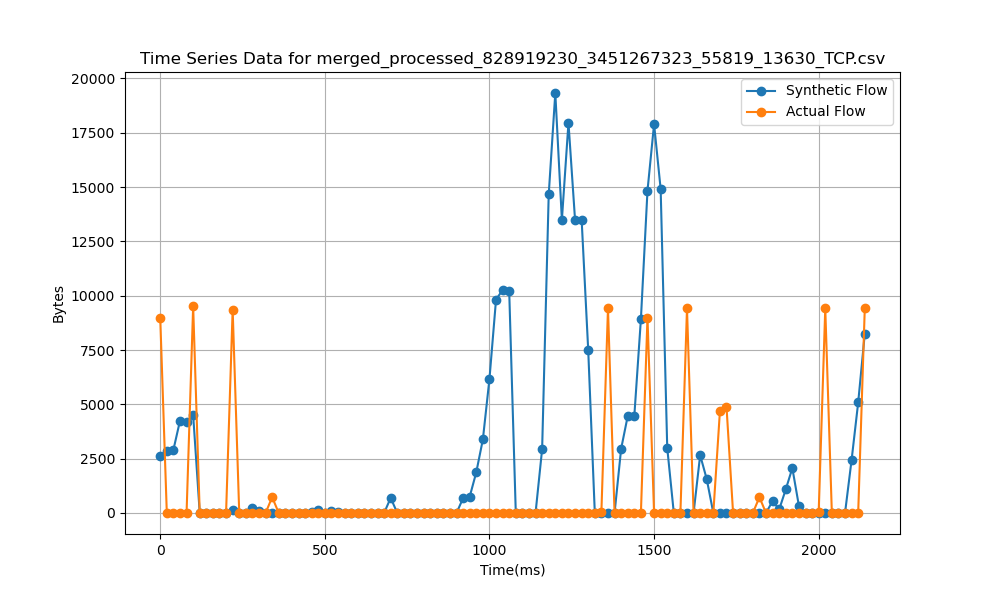 Time Series Data for merged_processed_828919230_3451267323_55819_13630_TCP.csv
20000
17500
15000
12500
10000
7500
5000
2500
0
Bytes
Synthetic Flow
Actual Flow
0 500 1000 1500 2000
Time(ms)